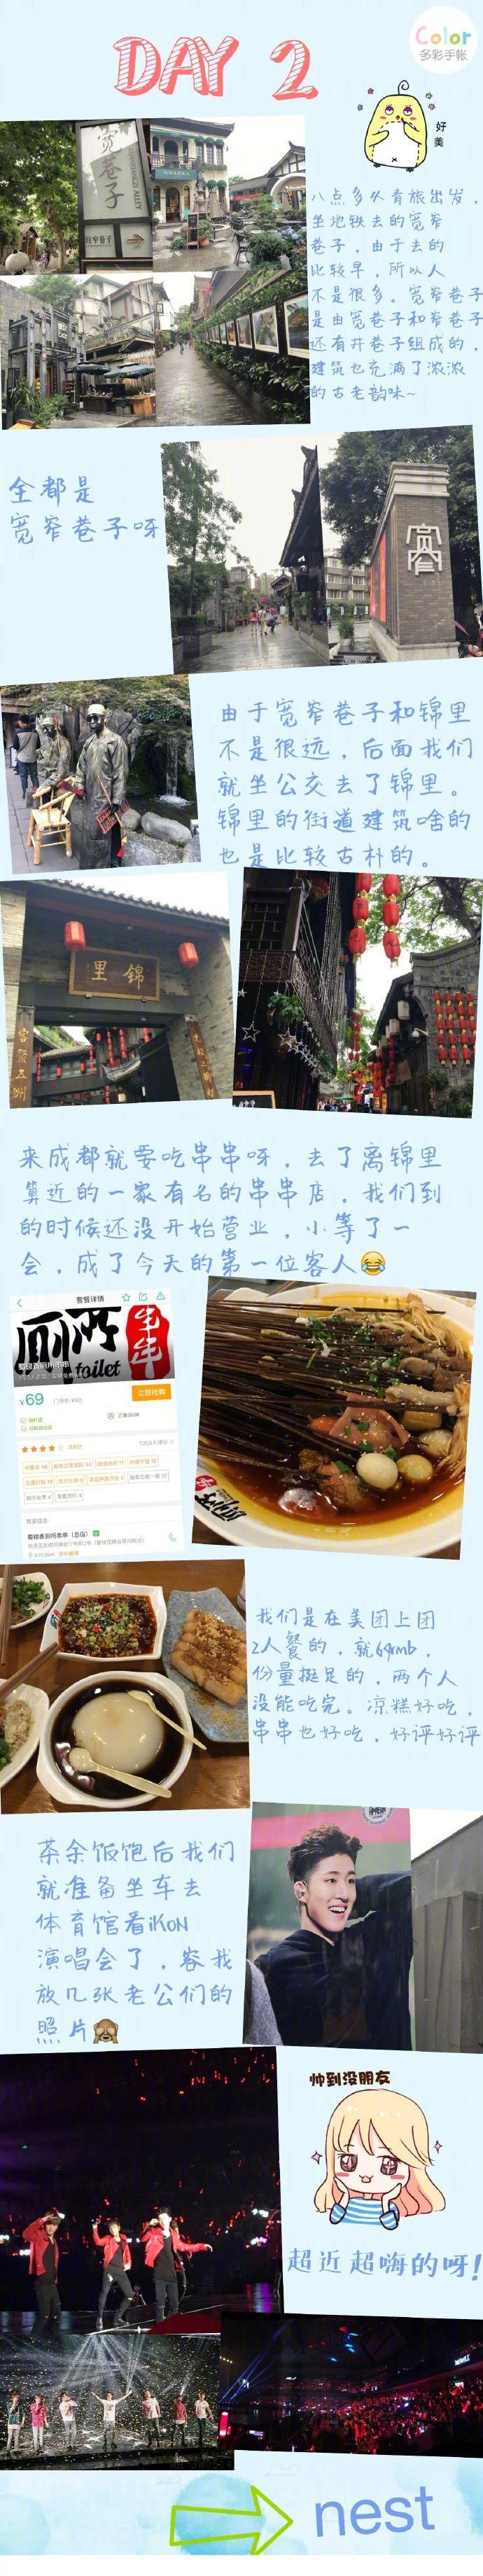 Color
多彩手帐
DAY 2
好
美
宽巷子
八点多从青旅出发，
坐地铁去的宽窄
巷子，由于去的
比较早，所以人
不是很多。宽窄巷子
是由宽巷子和窄巷子
还有井巷子组成的，
建筑也充满了浓浓
的古老韵味~
全都是
宽窄巷子呀
由于宽窄巷子和锦里
不是很远，后面我们
就坐公交去了锦里。
锦里的街道建筑啥的
也是比较古朴的。
里锦
来成都就要吃串串呀，去了离锦里
算近的一家有名的串串店，我们到
的时候还没开始营业，小等了一
会，成了今天的第一位客人😂
套餐详情
厕所串串
toilet
¥69
立即抢购
我们是在美团上团
2人餐的，就69rmb，
份量挺足的，两个人
没能吃完。凉糕好吃，
串串也好吃，好评好评
茶余饭饱后我们
就准备坐车去
体育馆看iKoN
演唱会了，容我
放几张老公们的
照片🙈
帅到没朋友
超近超嗨的呀!
nest